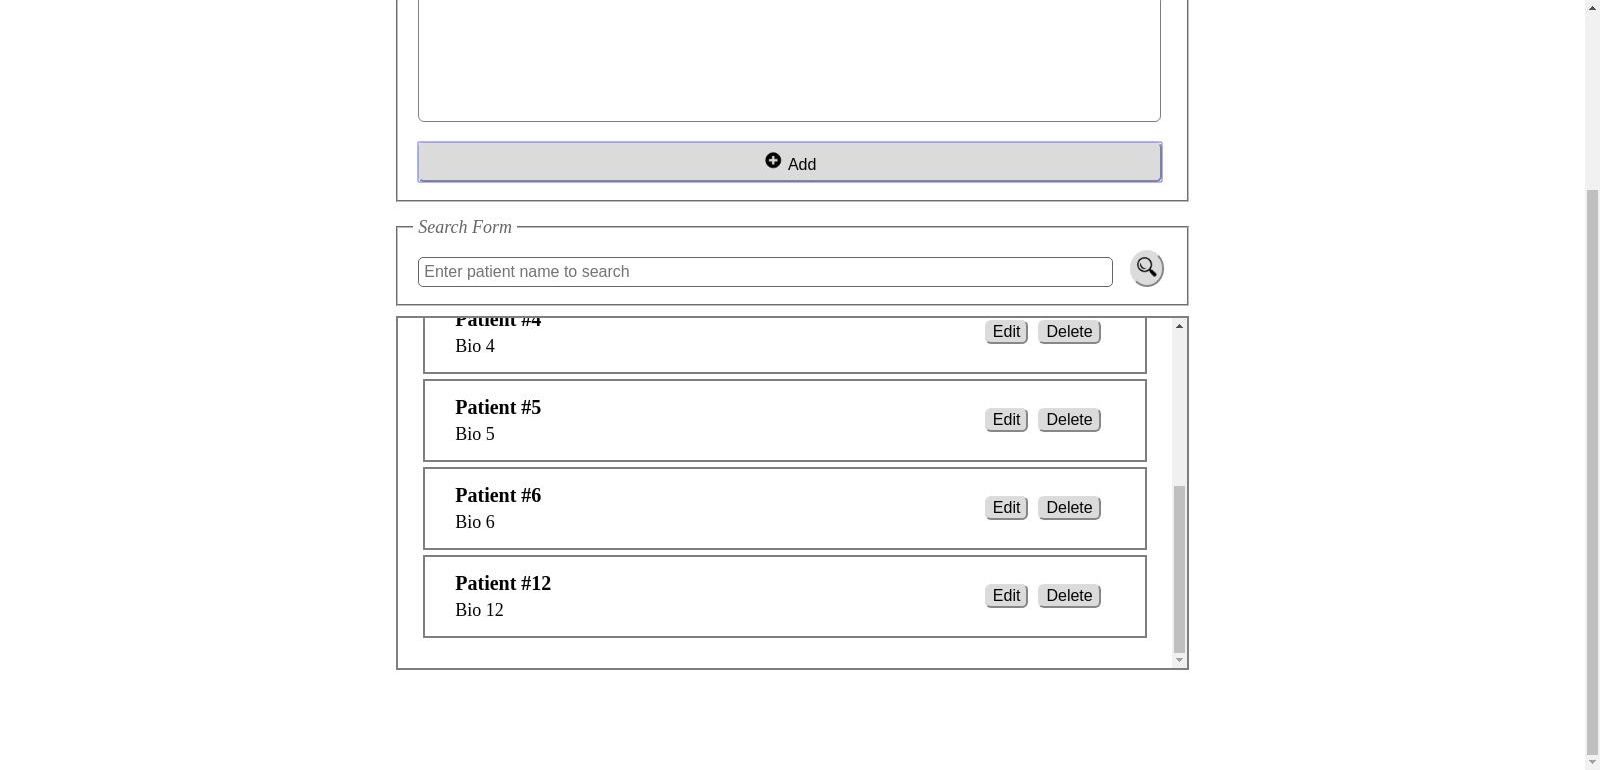 Add
Search Form
Enter patient name to search
Patient #4
Edit Delete
Bio 4
Patient #5
Edit Delete
Bio 5
Patient #6
Edit Delete
Bio 6
Patient #12
Edit Delete
Bio 12